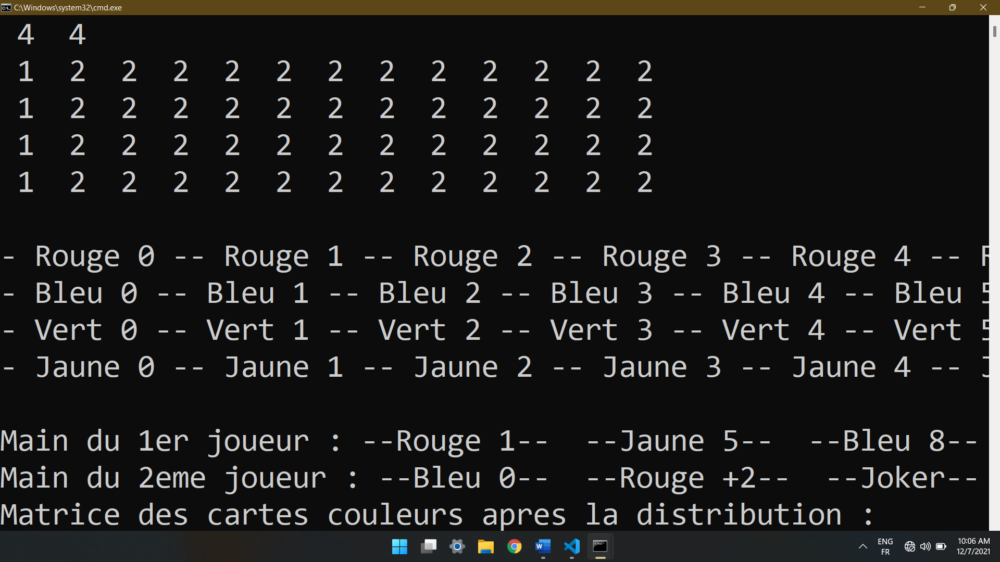 C:\Windows\system32\cmd.exe
4 4
1 2 2 2 2 2 2 2 2 2 2 2 2
1 2 2 2 2 2 2 2 2 2 2 2 2
1 2 2 2 2 2 2 2 2 2 2 2 2
1 2 2 2 2 2 2 2 2 2 2 2 2
- Rouge 0 -- Rouge 1 -- Rouge 2 -- Rouge 3 -- Rouge 4 -- R
- Bleu 0 -- Bleu 1 -- Bleu 2 -- Bleu 3 -- Bleu 4 -- Bleu 5
- Vert 0 -- Vert 1 -- Vert 2 -- Vert 3 -- Vert 4 -- Vert 5
- Jaune 0 -- Jaune 1 -- Jaune 2 -- Jaune 3 -- Jaune 4 -- J
Main du 1er joueur : --Rouge 1-- --Jaune 5-- --Bleu 8--
Main du 2eme joueur : --Bleu 0-- --Rouge +2-- --Joker--
Matrice des cartes couleurs apres la distribution :
ENG
FR
10:06 AM
12/7/2021